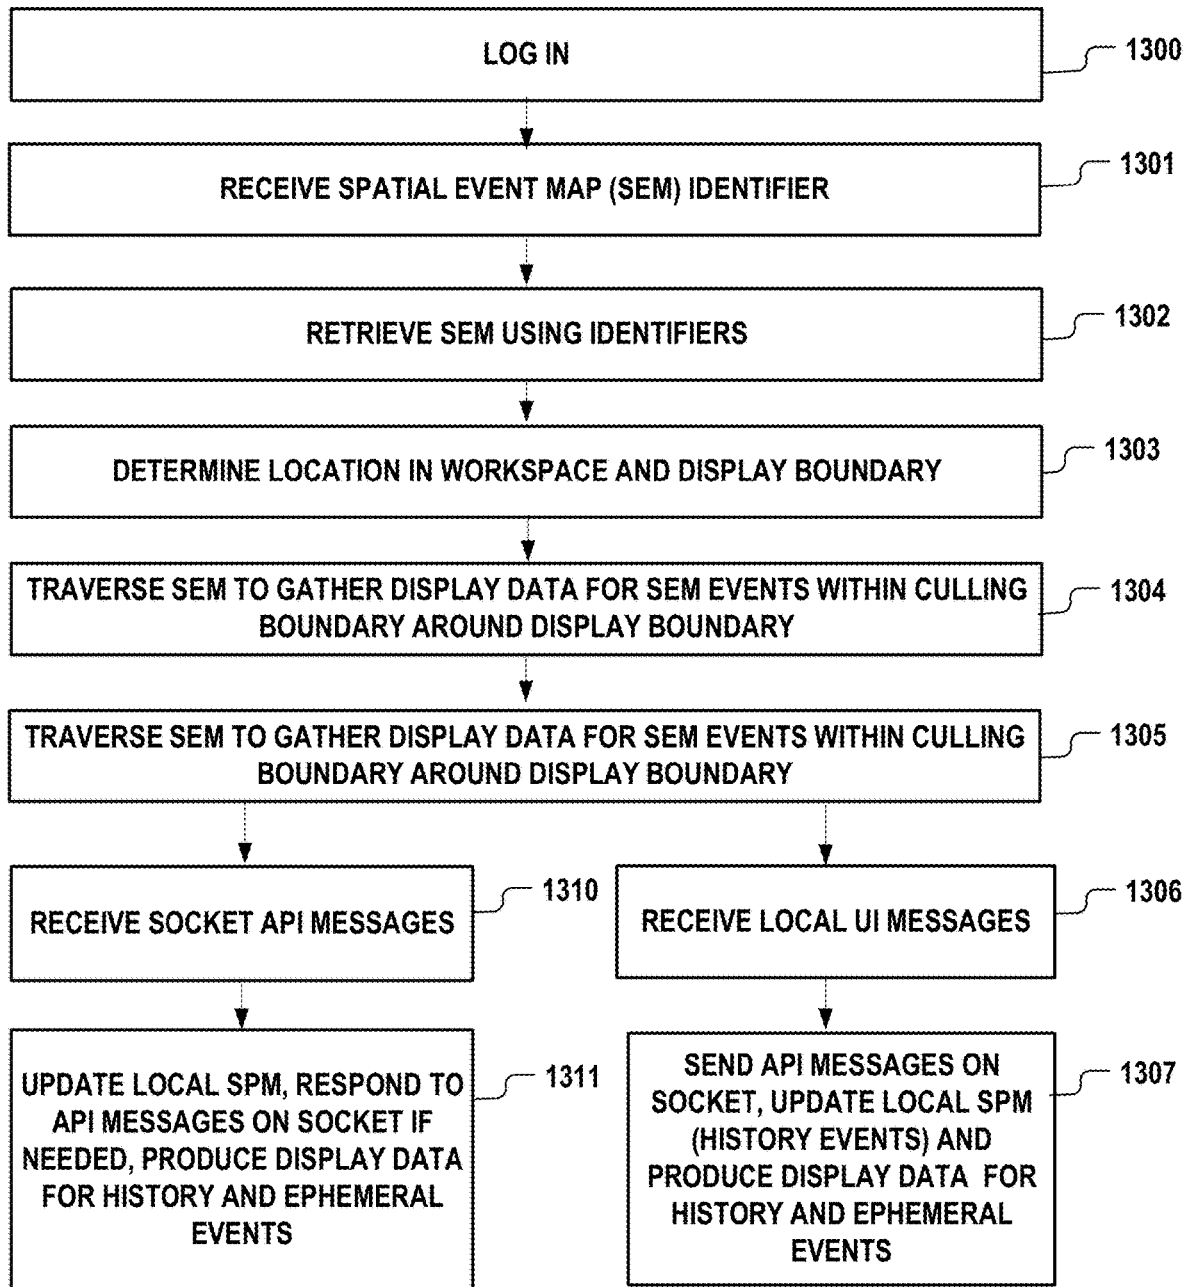 LOG IN
1300
RECEIVE SPATIAL EVENT MAP (SEM) IDENTIFIER
1301
RETRIEVE SEM USING IDENTIFIERS
1302
DETERMINE LOCATION IN WORKSPACE AND DISPLAY BOUNDARY
1303
TRAVERSE SEM TO GATHER DISPLAY DATA FOR SEM EVENTS WITHIN CULLING
BOUNDARY AROUND DISPLAY BOUNDARY
1304
TRAVERSE SEM TO GATHER DISPLAY DATA FOR SEM EVENTS WITHIN CULLING
BOUNDARY AROUND DISPLAY BOUNDARY
1305
RECEIVE SOCKET API MESSAGES
1310
RECEIVE LOCAL UI MESSAGES
1306
UPDATE LOCAL SPM, RESPOND TO
API MESSAGES ON SOCKET IF
NEEDED, PRODUCE DISPLAY DATA
FOR HISTORY AND EPHEMERAL
EVENTS
1311
SEND API MESSAGES ON
SOCKET, UPDATE LOCAL SPM
(HISTORY EVENTS) AND
PRODUCE DISPLAY DATA FOR
HISTORY AND EPHEMERAL
EVENTS
1307